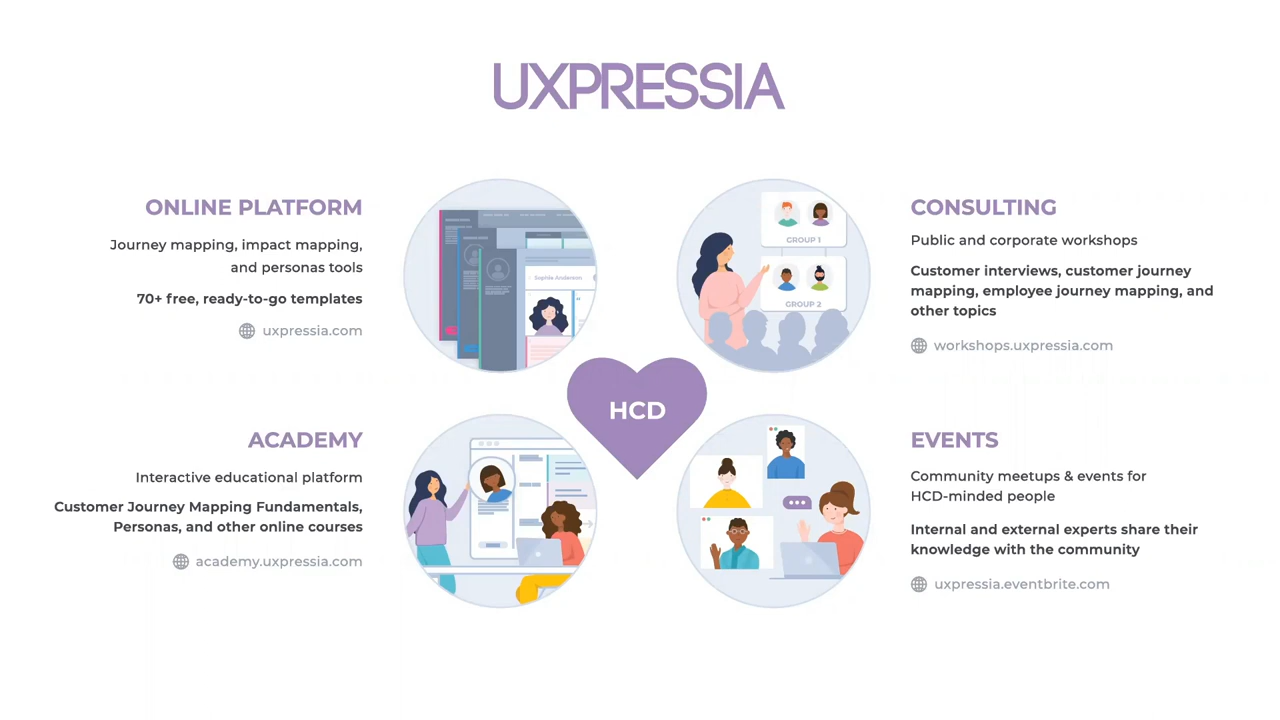 UXPRESSIA
ONLINE PLATFORM
Journey mapping, impact mapping,
and personas tools
70+ free, ready-to-go templates
uxpressia.com
Sophie Anderson
CONSULTING
Public and corporate workshops
Customer interviews, customer journey
mapping, employee journey mapping, and
other topics
workshops.uxpressia.com
GROUP 1
GROUP 2
HCD
ACADEMY
Interactive educational platform
Customer Journey Mapping Fundamentals,
Personas, and other online courses
academy.uxpressia.com
EVENTS
Community meetups & events for
HCD-minded people
Internal and external experts share their
knowledge with the community
uxpressia.eventbrite.com